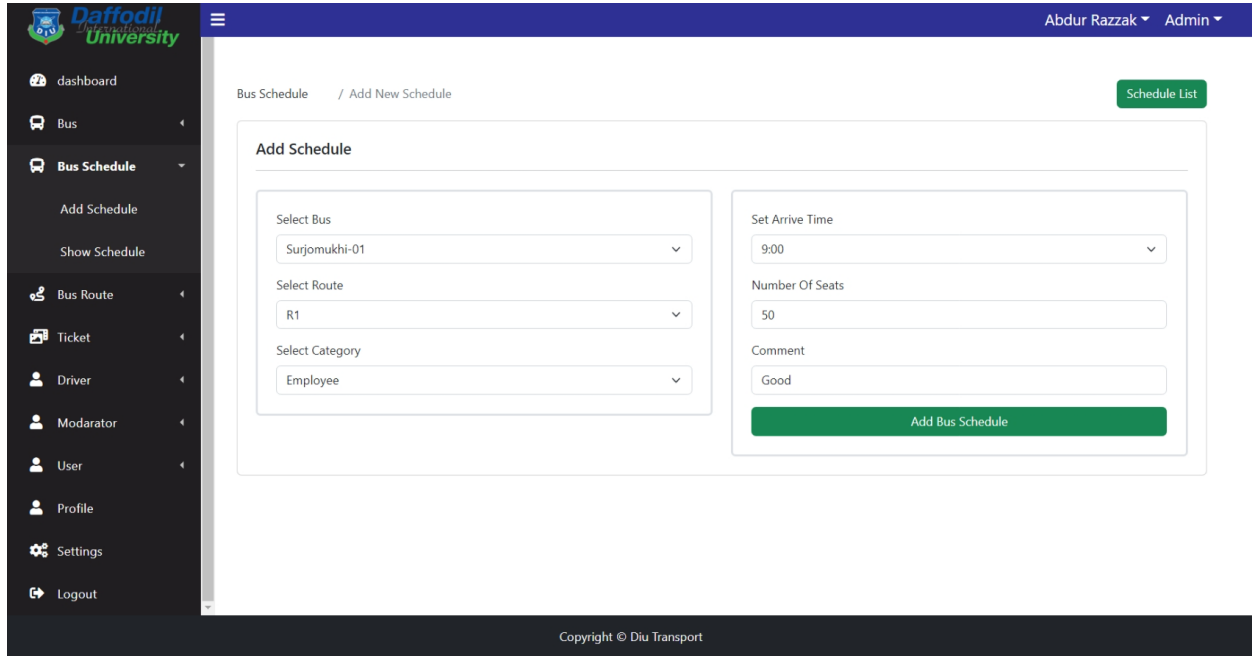 Daffodil
International
University
Abdur Razzak Admin
dashboard
Bus
Bus Schedule
Add Schedule
Show Schedule
Bus Route
Ticket
Driver
Modarator
User
Profile
Settings
Logout
Bus Schedule / Add New Schedule
Schedule List
Add Schedule
Select Bus
Surjomukhi-01
Select Route
R1
Select Category
Employee
Set Arrive Time
9:00
Number Of Seats
50
Comment
Good
Add Bus Schedule
Copyright © Diu Transport